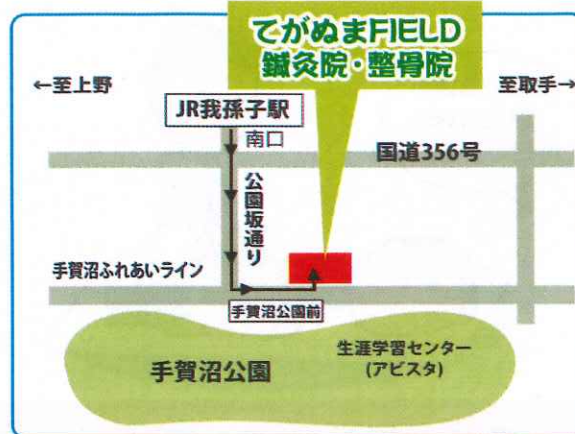 てがぬまFIELD
鍼灸院・整骨院
←至上野
至取手→
JR我孫子駅
南口
国道356号
公園坂通り
手賀沼ふれあいライン
手賀沼公園前
手賀沼公園
生涯学習センター
(アビスタ)